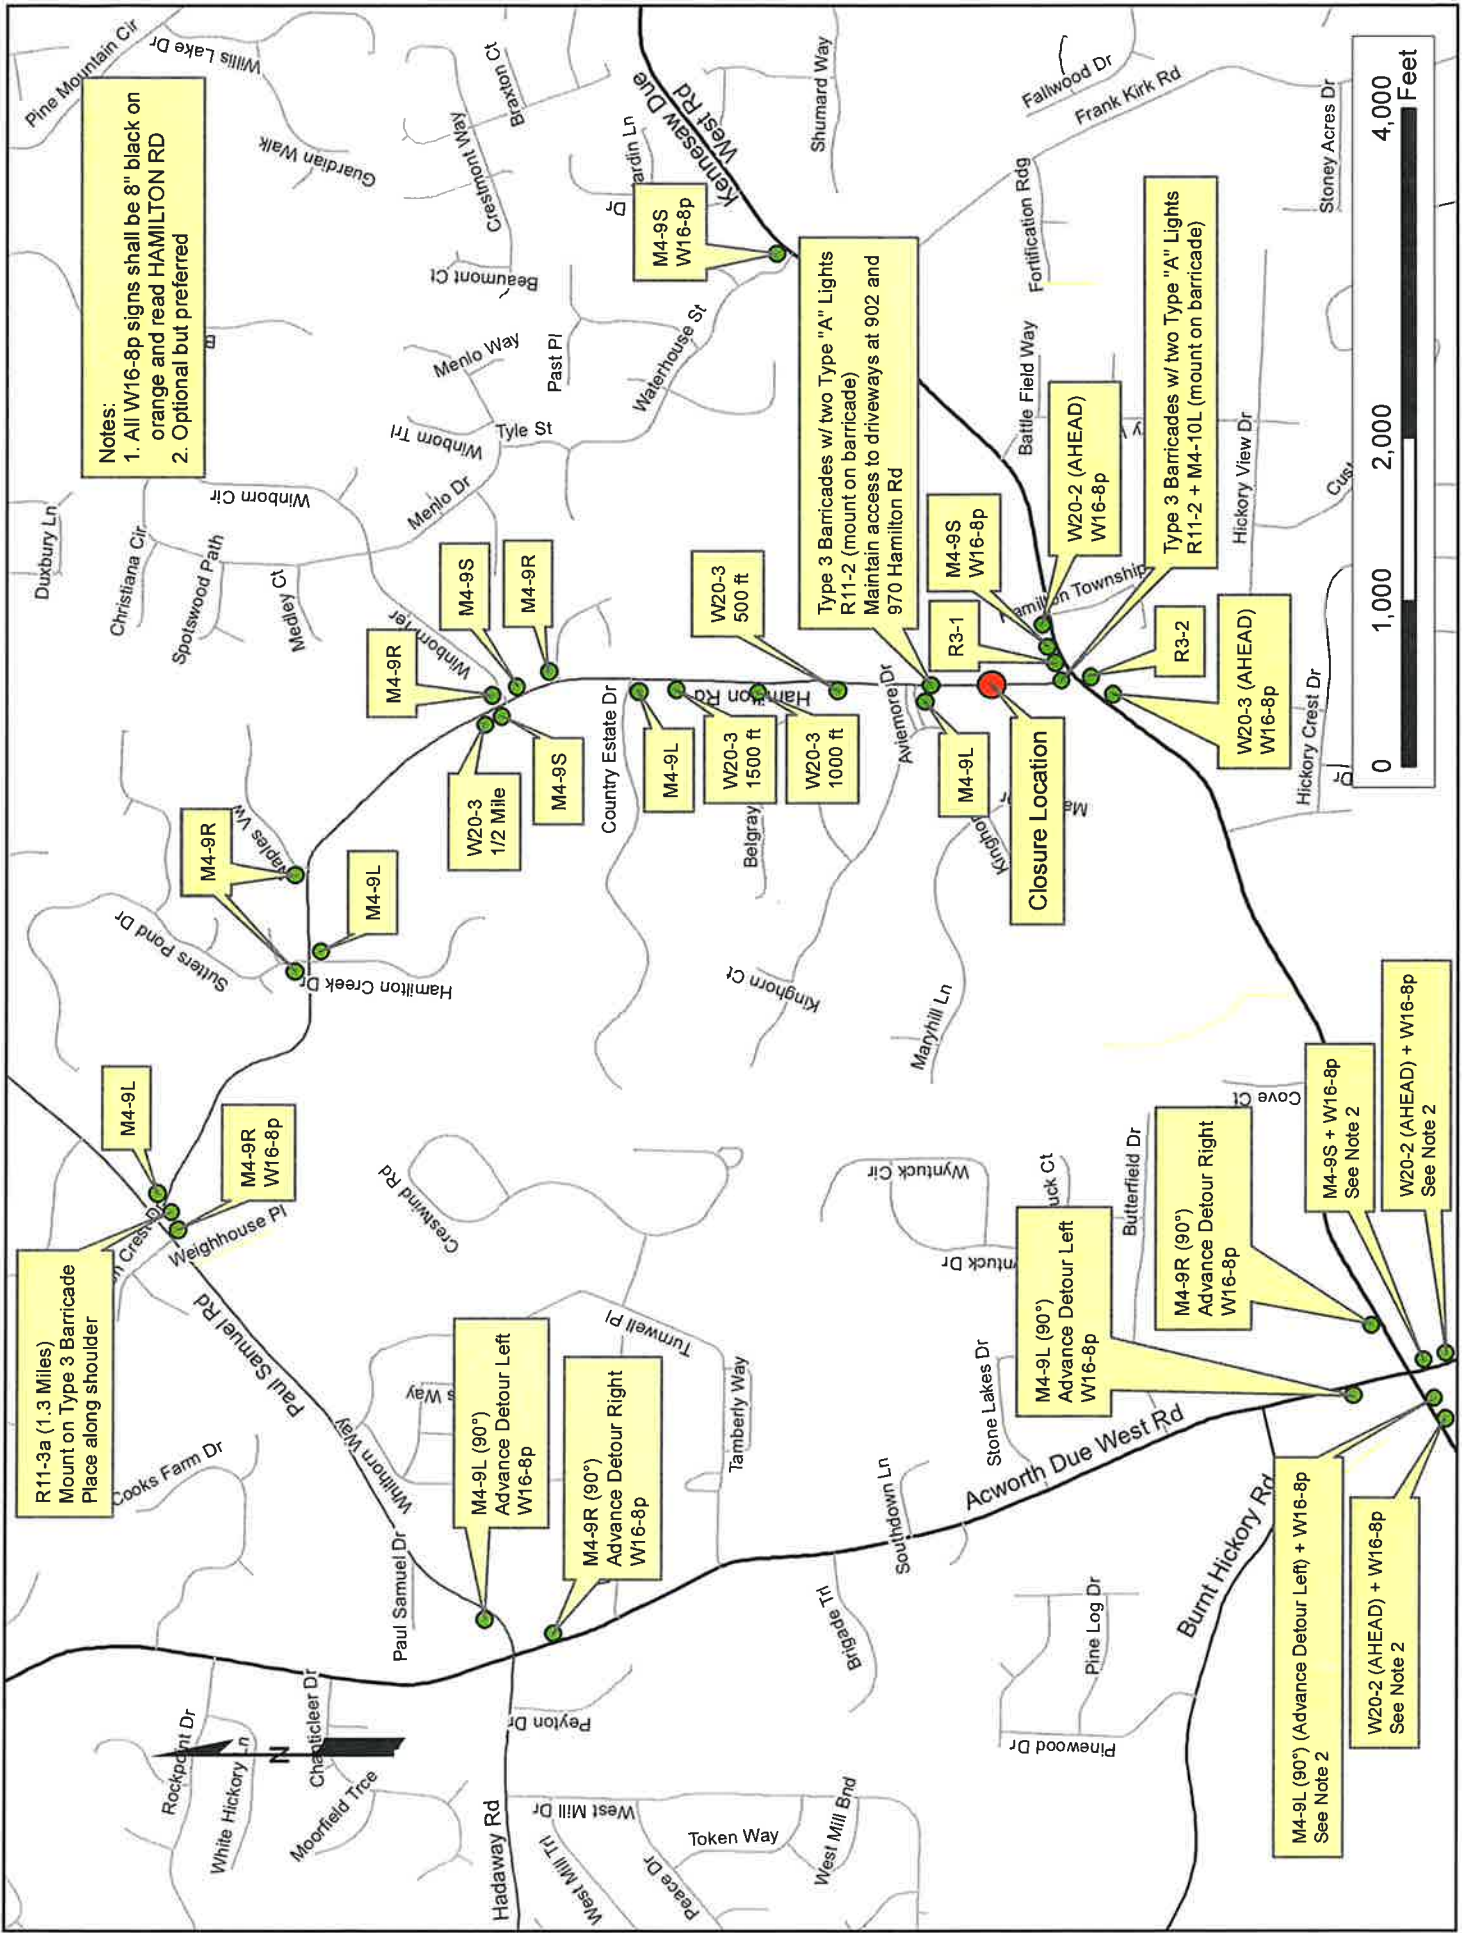 Notes:
1. All W16-8p signs shall be 8" black on
orange and read HAMILTON RD
2. Optional but preferred
R11-3a (1.3 Miles)
Mount on Type 3 Barricade
Place along shoulder
M4-9L
M4-9R
W16-8p
M4-9R
M4-9L
M4-9R
M4-9S
M4-9R
W20-3
1/2 Mile
M4-9S
M4-9L
W20-3
1500 ft
W20-3
1000 ft
W20-3
500 ft
M4-9S
W16-8p
Type 3 Barricades w/ two Type "A" Lights
R11-2 (mount on barricade)
Maintain access to driveways at 902 and
970 Hamilton Rd
M4-9L
Closure Location
R3-1
M4-9S
W16-8p
W20-2 (AHEAD)
W16-8p
Type 3 Barricades w/ two Type "A" Lights
R11-2 + M4-10L (mount on barricade)
R3-2
W20-3 (AHEAD)
W16-8p
M4-9L (90°)
Advance Detour Left
W16-8p
M4-9R (90°)
Advance Detour Right
W16-8p
M4-9L (90°)
Advance Detour Left
W16-8p
M4-9R (90°)
Advance Detour Right
W16-8p
M4-9S + W16-8p
See Note 2
W20-2 (AHEAD) + W16-8p
See Note 2
M4-9L (90°) (Advance Detour Left) + W16-8p
See Note 2
W20-2 (AHEAD) + W16-8p
See Note 2
Rockpoint Dr
White Hickory Ln
Chanticleer Dr
Moorfield Trce
N
Hadaway Rd
Peyton Dr
West Mill Dr
West Mill Trl
Peace Dr
Token Way
West Mill Bnd
Cooks Farm Dr
Paul Samuel Dr
Paul Samuel Rd
Whilhorn Way
Weighhouse Pl
Crestwind Rd
Turnwell Pl
Tamberly Way
Brigade Trl
Southdown Ln
Acworth Due West Rd
Stone Lakes Dr
Burnt Hickory Rd
Pine Log Dr
Pinewood Dr
Butterfield Dr
Wyntuck Cir
Cove Ct
Sutters Pond Dr
Hamilton Creek Dr
Country Estate Dr
Belgray
Kinghorn Ct
Maryhill Ln
Aviemore Dr
Hamilton Rd
Winborn Ter
Duxbury Ln
Christiana Cir
Spotswood Path
Medley Ct
Winborn Cir
Menlo Dr
Winborn Trl
Tyle St
Menlo Way
Past Pl
Waterhouse St
Beaumont Ct
Crestmont Way
Braxton Ct
Guardian Walk
Willis Lake Dr
Pine Mountain Cir
ardin Ln
Dr
Kennesaw Due
West Rd
Shumard Way
Fallwood Dr
Frank Kirk Rd
Fortification Rdg
Stoney Acres Dr
Battle Field Way
Hickory View Dr
Hickory Crest Dr
Dr
0 1,000 2,000 4,000
Feet